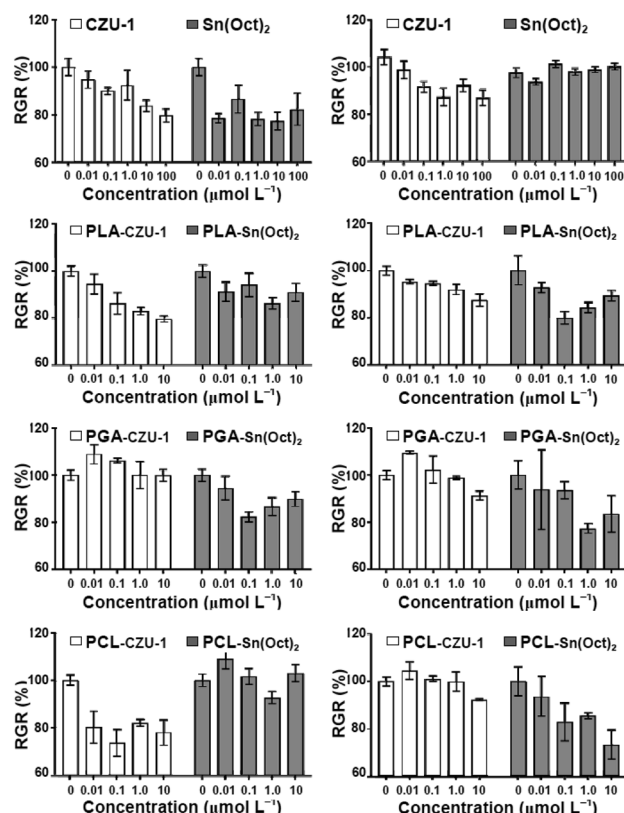 120 CZU-1 Sn(Oct)₂
100
80
60
RGR (%)
0 0.01 0.1 1.0 10 100 0 0.01 0.1 1.0 10 100
Concentration (μmol L⁻¹)
120 CZU-1 Sn(Oct)₂
100
80
60
RGR (%)
0 0.01 0.1 1.0 10 100 0 0.01 0.1 1.0 10 100
Concentration (μmol L⁻¹)
120 PLA-CZU-1 PLA-Sn(Oct)₂
100
80
60
RGR (%)
0 0.01 0.1 1.0 10 0 0.01 0.1 1.0 10
Concentration (μmol L⁻¹)
120 PLA-CZU-1 PLA-Sn(Oct)₂
100
80
60
RGR (%)
0 0.01 0.1 1.0 10 0 0.01 0.1 1.0 10
Concentration (μmol L⁻¹)
120 PGA-CZU-1 PGA-Sn(Oct)₂
100
80
60
RGR (%)
0 0.01 0.1 1.0 10 0 0.01 0.1 1.0 10
Concentration (μmol L⁻¹)
120 PGA-CZU-1 PGA-Sn(Oct)₂
100
80
60
RGR (%)
0 0.01 0.1 1.0 10 0 0.01 0.1 1.0 10
Concentration (μmol L⁻¹)
120 PCL-CZU-1 PCL-Sn(Oct)₂
100
80
60
RGR (%)
0 0.01 0.1 1.0 10 0 0.01 0.1 1.0 10
Concentration (μmol L⁻¹)
120 PCL-CZU-1 PCL-Sn(Oct)₂
100
80
60
RGR (%)
0 0.01 0.1 1.0 10 0 0.01 0.1 1.0 10
Concentration (μmol L⁻¹)